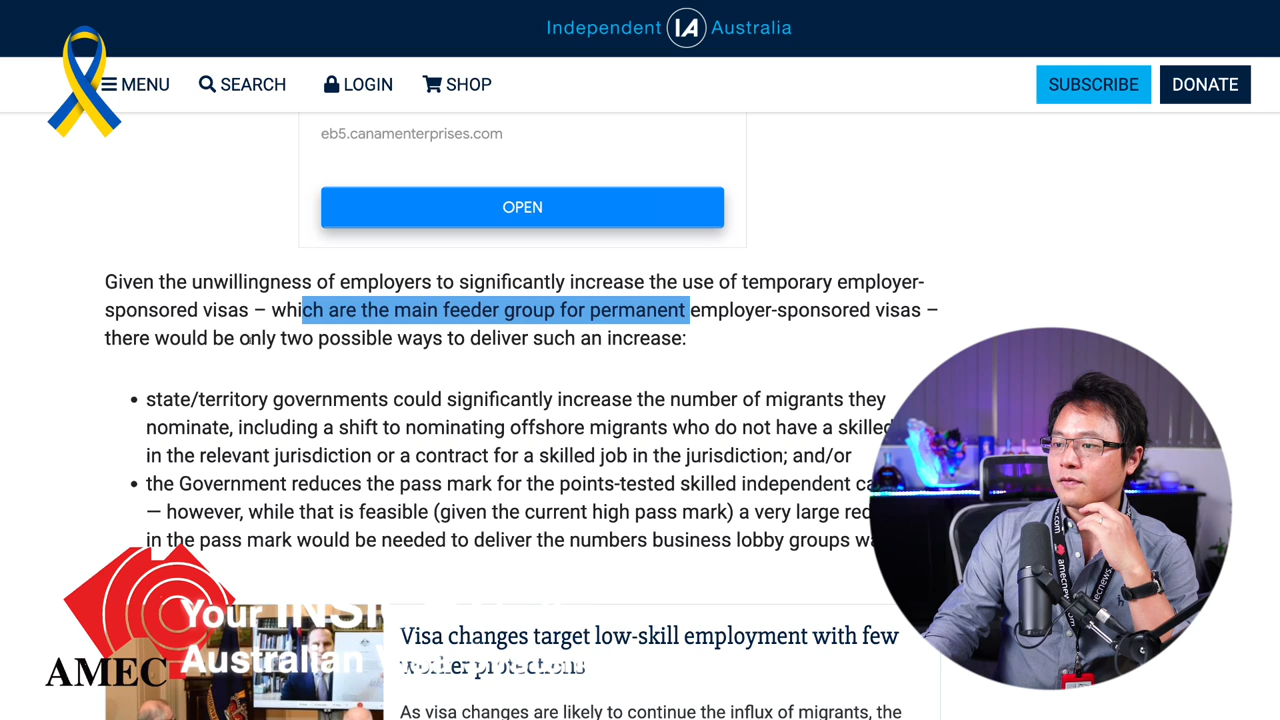 Independent IA Australia
MENU SEARCH LOGIN SHOP
SUBSCRIBE DONATE
eb5.canamenterprises.com
OPEN
Given the unwillingness of employers to significantly increase the use of temporary employer-
sponsored visas – which are the main feeder group for permanent employer-sponsored visas –
there would be only two possible ways to deliver such an increase:
• state/territory governments could significantly increase the number of migrants they
nominate, including a shift to nominating offshore migrants who do not have a skilled
in the relevant jurisdiction or a contract for a skilled job in the jurisdiction; and/or
• the Government reduces the pass mark for the points-tested skilled independent
— however, while that is feasible (given the current high pass mark) a very large
in the pass mark would be needed to deliver the numbers business lobby groups
Your
Australian
AMEC
Visa changes target low-skill employment with few
worker protections
As visa changes are likely to continue the influx of migrants, the
amecnews.com